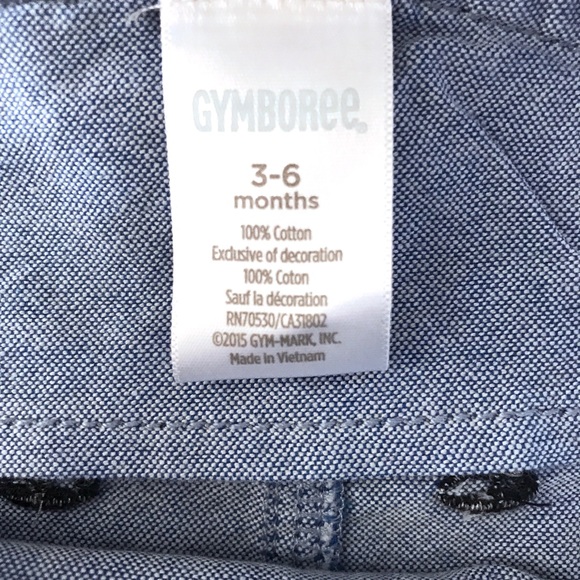 GYMBOREE
3-6
months
100% Cotton
Exclusive of decoration
100% Coton
Sauf la décoration
RN70530/CA31802
©2015 GYM-MARK, INC.
Made in Vietnam